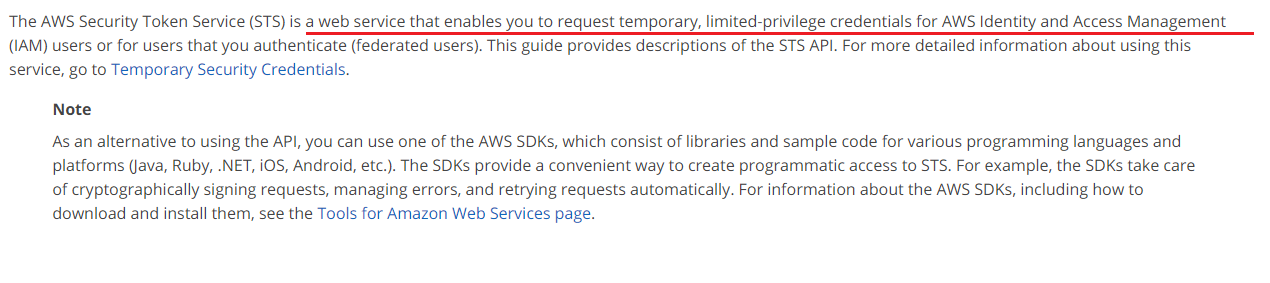 The AWS Security Token Service (STS) is a web service that enables you to request temporary, limited-privilege credentials for AWS Identity and Access Management
(IAM) users or for users that you authenticate (federated users). This guide provides descriptions of the STS API. For more detailed information about using this
service, go to Temporary Security Credentials.
Note
As an alternative to using the API, you can use one of the AWS SDKs, which consist of libraries and sample code for various programming languages and
platforms (Java, Ruby, .NET, iOS, Android, etc.). The SDKs provide a convenient way to create programmatic access to STS. For example, the SDKs take care
of cryptographically signing requests, managing errors, and retrying requests automatically. For information about the AWS SDKs, including how to
download and install them, see the Tools for Amazon Web Services page.